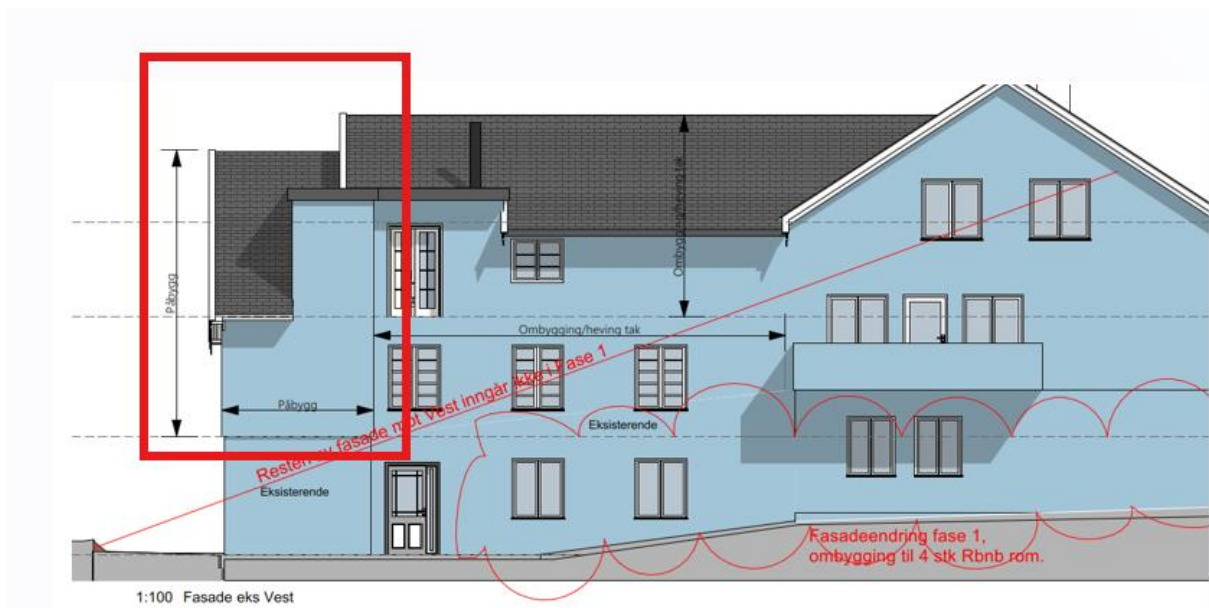 Ombygging/heving tak
Påbygg
Ombygging/heving tak
Resten av fasade mot Vest inngår ikke i Fase 1
Påbygg
Eksisterende
Eksisterende
Fasadeendring fase 1,
ombygging til 4 stk Rbnb rom.
1:100 Fasade eks Vest